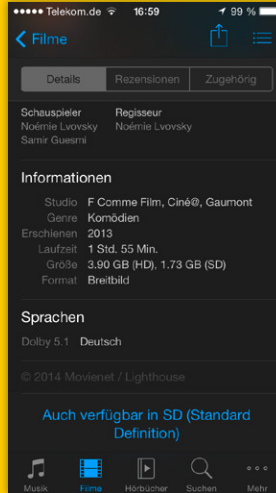 Telekom.de 16:59 99 %
Filme
Details Rezensionen Zugehörig
Schauspieler Regisseur
Noémie Lvovsky Noémie Lvovsky
Samir Guesmi
Informationen
Studio F Comme Film, Ciné@, Gaumont
Genre Komödien
Erschienen 2013
Laufzeit 1 Std. 55 Min.
Größe 3.90 GB (HD), 1.73 GB (SD)
Format Breitbild
Sprachen
Dolby 5.1 Deutsch
© 2014 Movienet / Lighthouse
Auch verfügbar in SD (Standard
Definition)
Musik Filme Hörbücher Suchen Mehr